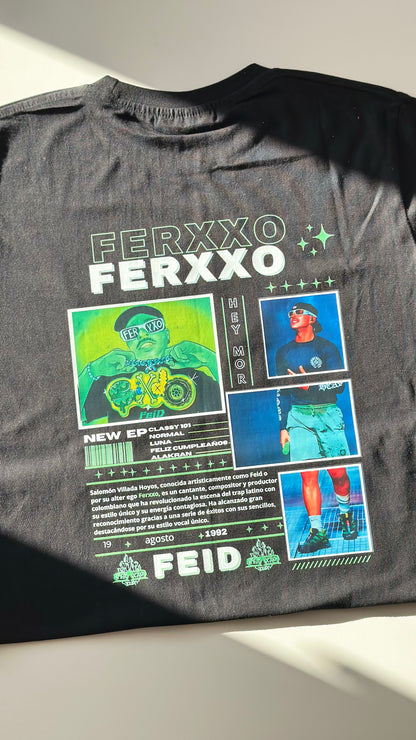 FERXXO
FERXXO
HEY MOR
FER XXO
FeiD
NEW EP
CLASSY 101
NORMAL
LUNA
FELIZ CUMPLEAÑOS
ALAKRAN
Salomón Villada Hoyos, conocida artísticamente como Feid o
por su alter ego Ferxxo, es un cantante, compositor y productor
colombiano que ha revolucionado la escena del trap latino con
su estilo único y su energía contagiosa. Ha alcanzado gran
reconocimiento gracias a una serie de éxitos con sus sencillos,
destacándose por su estilo vocal único.
19 agosto 1992
FEID